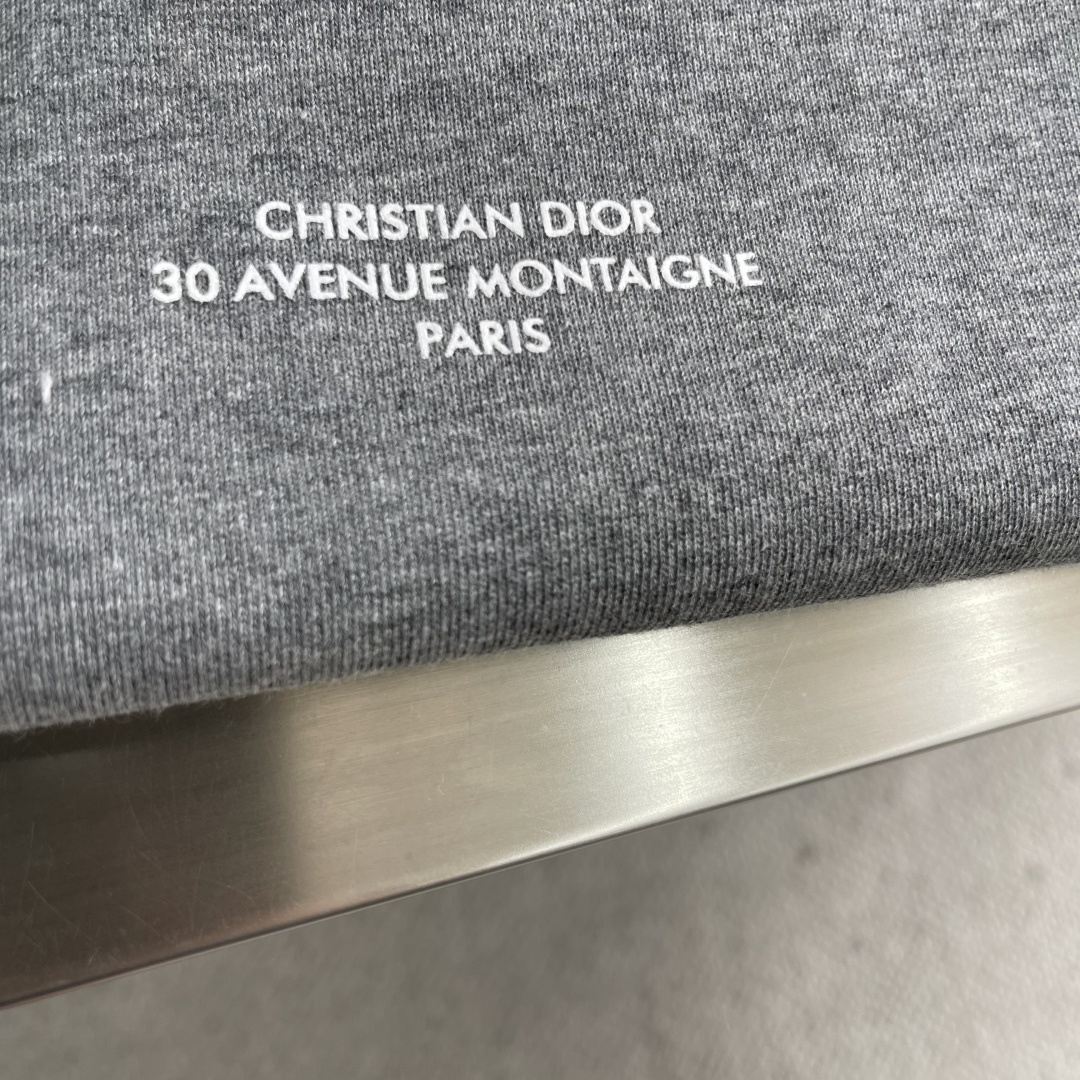 CHRISTIAN DIOR
30 AVENUE MONTAIGNE
PARIS